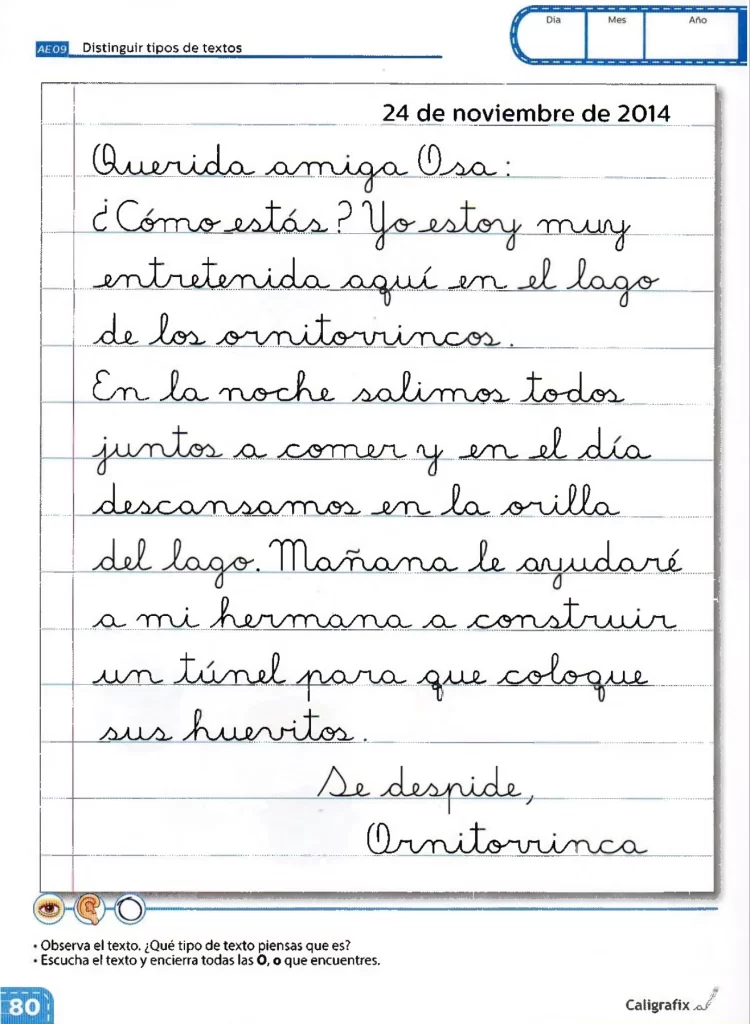 AE09 Distinguir tipos de textos
Día Mes Año
24 de noviembre de 2014
Querida amiga Osa:
¿Cómo estás? Yo estoy muy
entretenida aquí en el lago
de los ornitorrincos.
En la noche salimos todos
juntos a comer y en el día
descansamos en la orilla
del lago. Mañana le ayudaré
a mi hermana a construir
un túnel para que coloque
sus huevitos.
Se despide,
Ornitorrinca
• Observa el texto. ¿Qué tipo de texto piensas que es?
• Escucha el texto y encierra todas las O, o que encuentres.
80
Caligrafix